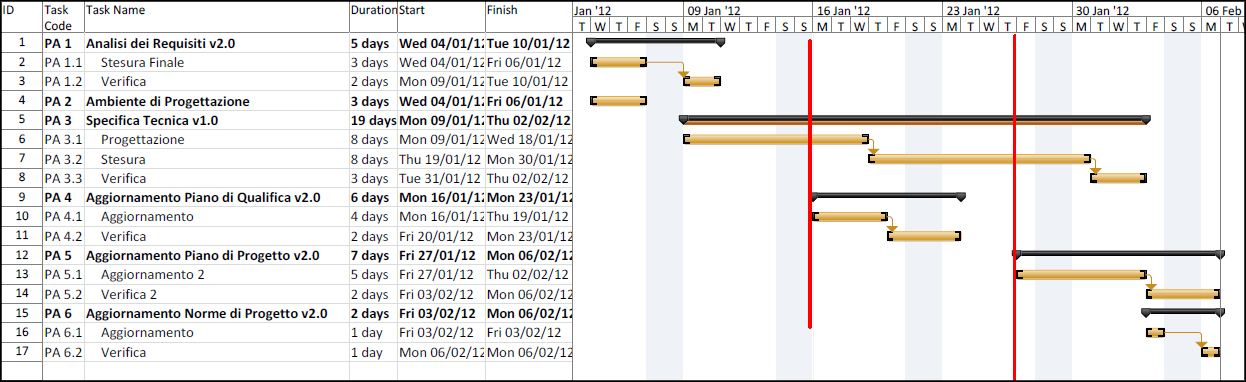 ID Task Code Task Name Duration Start Finish Jan '12 09 Jan '12 16 Jan '12 23 Jan '12 30 Jan '12 06 Feb
T W T F S S M T W T F S S M T W T F S S M T W T F S S M T W T F S S M T
1 PA 1 Analisi dei Requisiti v2.0 5 days Wed 04/01/12 Tue 10/01/12
2 PA 1.1 Stesura Finale 3 days Wed 04/01/12 Fri 06/01/12
3 PA 1.2 Verifica 2 days Mon 09/01/12 Tue 10/01/12
4 PA 2 Ambiente di Progettazione 3 days Wed 04/01/12 Fri 06/01/12
5 PA 3 Specifica Tecnica v1.0 19 days Mon 09/01/12 Thu 02/02/12
6 PA 3.1 Progettazione 8 days Mon 09/01/12 Wed 18/01/12
7 PA 3.2 Stesura 8 days Thu 19/01/12 Mon 30/01/12
8 PA 3.3 Verifica 3 days Tue 31/01/12 Thu 02/02/12
9 PA 4 Aggiornamento Piano di Qualifica v2.0 6 days Mon 16/01/12 Mon 23/01/12
10 PA 4.1 Aggiornamento 4 days Mon 16/01/12 Thu 19/01/12
11 PA 4.2 Verifica 2 days Fri 20/01/12 Mon 23/01/12
12 PA 5 Aggiornamento Piano di Progetto v2.0 7 days Fri 27/01/12 Mon 06/02/12
13 PA 5.1 Aggiornamento 2 5 days Fri 27/01/12 Thu 02/02/12
14 PA 5.2 Verifica 2 2 days Fri 03/02/12 Mon 06/02/12
15 PA 6 Aggiornamento Norme di Progetto v2.0 2 days Fri 03/02/12 Mon 06/02/12
16 PA 6.1 Aggiornamento 1 day Fri 03/02/12 Fri 03/02/12
17 PA 6.2 Verifica 1 day Mon 06/02/12 Mon 06/02/12